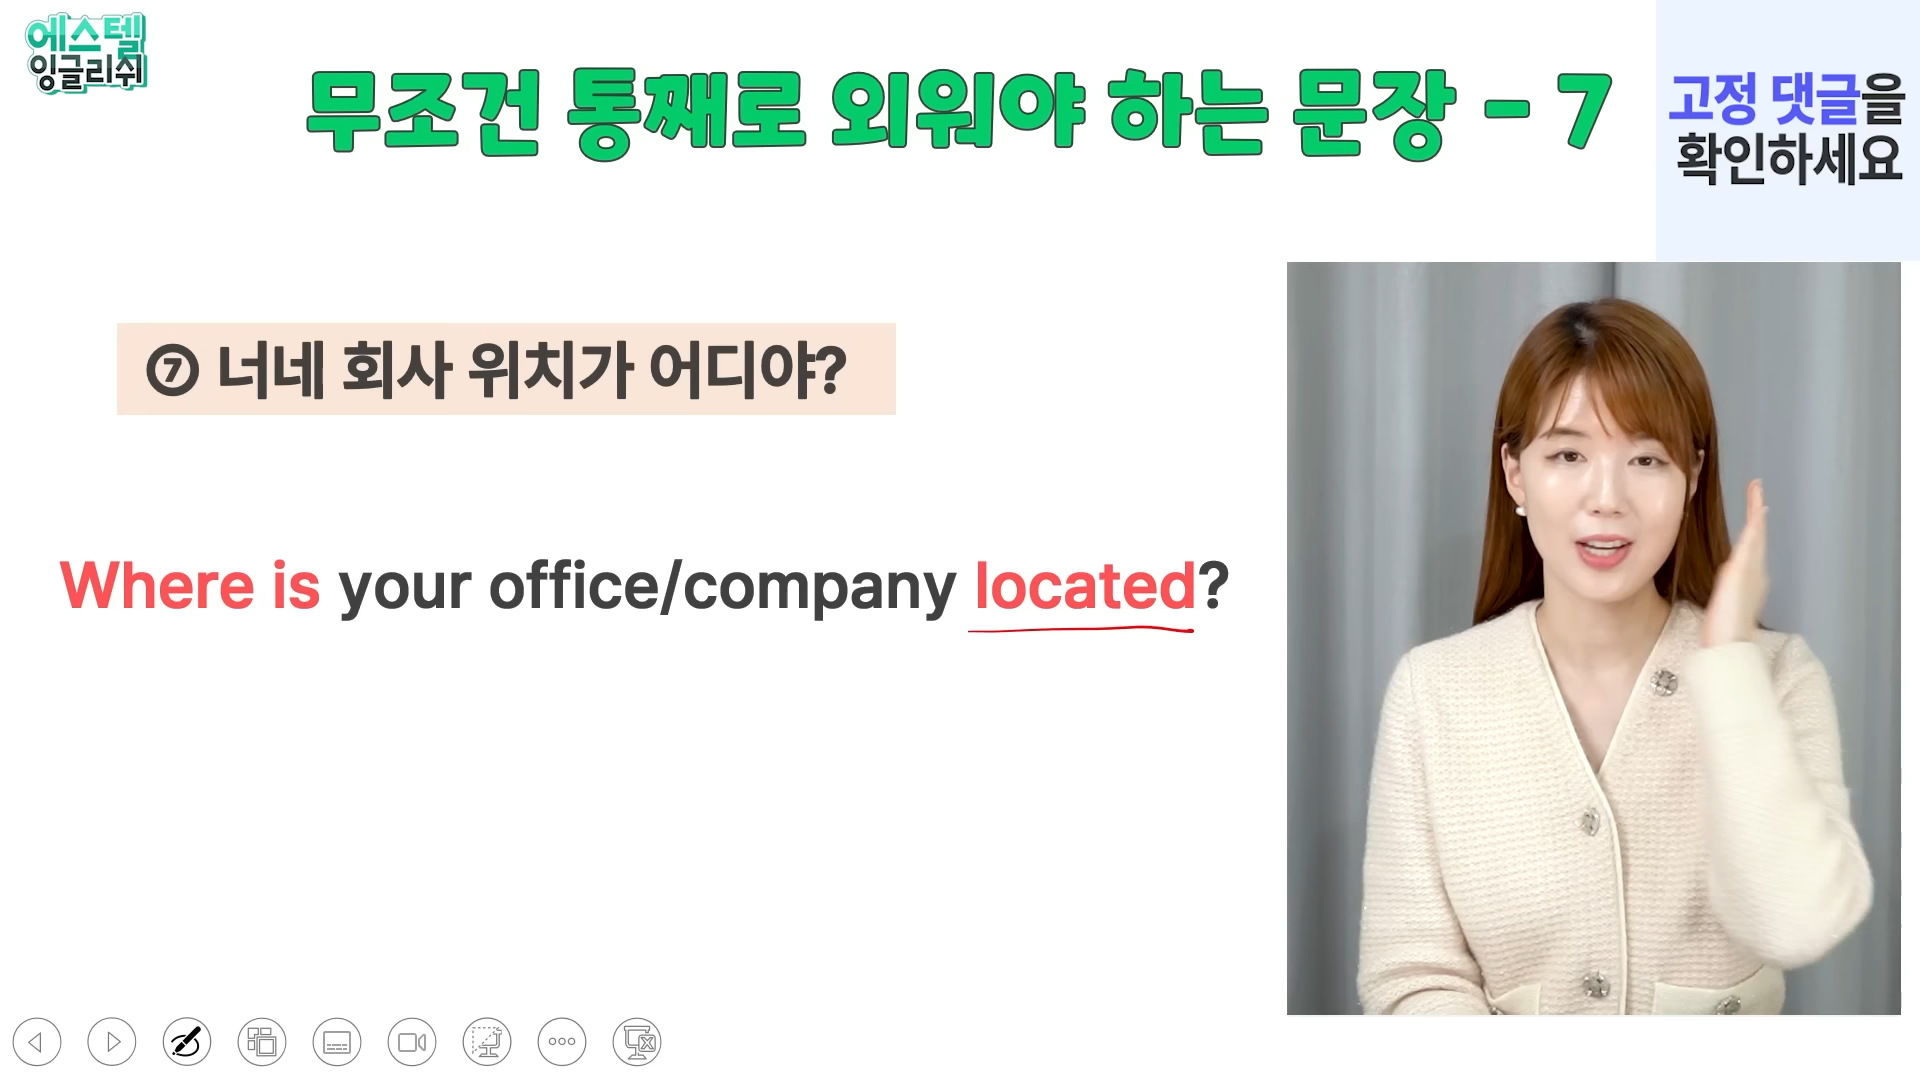 에스텔
잉글리쉬
무조건 통째로 외워야 하는 문장 - 7
고정 댓글을
확인하세요
⑦ 너네 회사 위치가 어디야?
Where is your office/company located?